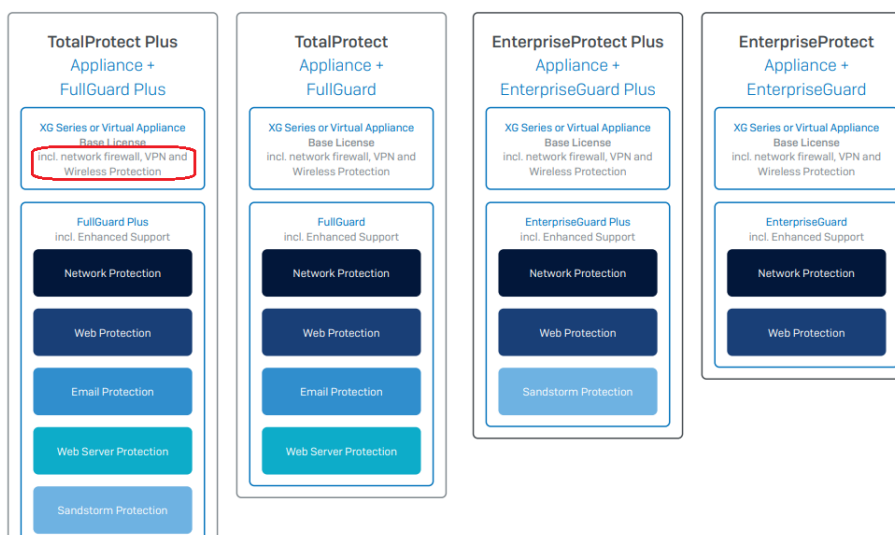 TotalProtect Plus
Appliance +
FullGuard Plus
XG Series or Virtual Appliance
Base License
incl. network firewall, VPN and
Wireless Protection
FullGuard Plus
incl. Enhanced Support
Network Protection
Web Protection
Email Protection
Web Server Protection
Sandstorm Protection
TotalProtect
Appliance +
FullGuard
XG Series or Virtual Appliance
Base License
incl. network firewall, VPN and
Wireless Protection
FullGuard
incl. Enhanced Support
Network Protection
Web Protection
Email Protection
Web Server Protection
EnterpriseProtect Plus
Appliance +
EnterpriseGuard Plus
XG Series or Virtual Appliance
Base License
incl. network firewall, VPN and
Wireless Protection
EnterpriseGuard Plus
incl. Enhanced Support
Network Protection
Web Protection
Sandstorm Protection
EnterpriseProtect
Appliance +
EnterpriseGuard
XG Series or Virtual Appliance
Base License
incl. network firewall, VPN and
Wireless Protection
EnterpriseGuard
incl. Enhanced Support
Network Protection
Web Protection